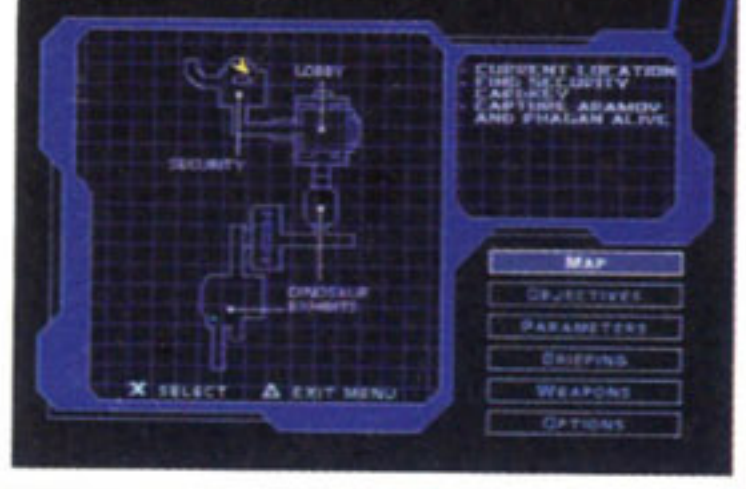 LOBBY
SECURITY
DINOSAUR
EXHIBITS
X SELECT △ EXIT MENU
CURRENT LOCATION
FIND SECURITY
CARDKEY
CAPTURE ARAMOV
AND PHAGAN ALIVE
MAP
OBJECTIVES
PARAMETERS
BRIEFING
WEAPONS
OPTIONS